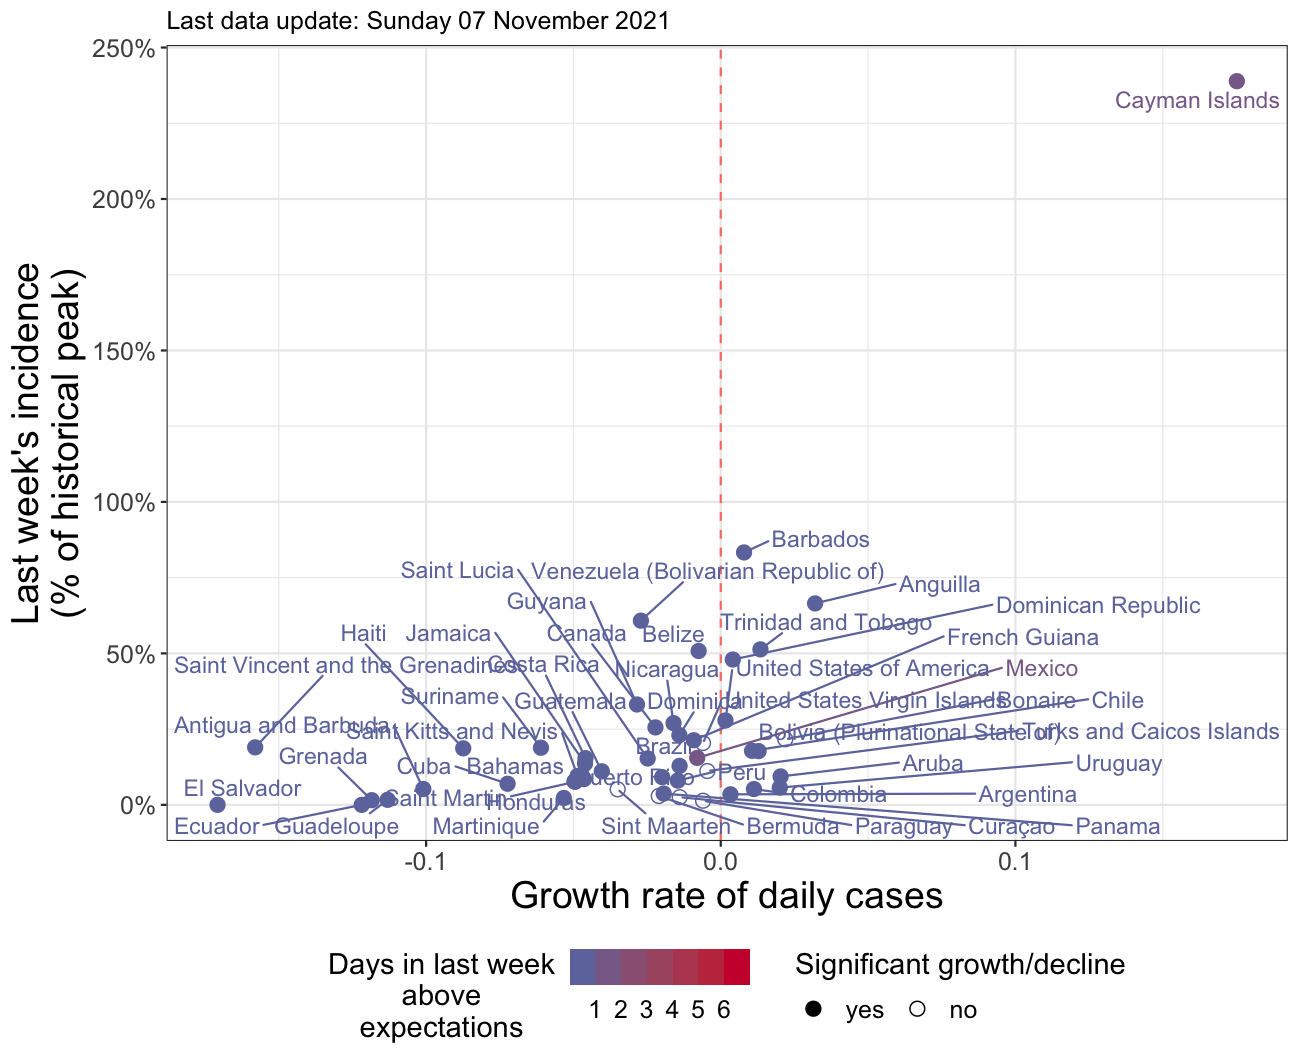 Last data update: Sunday 07 November 2021
250%
200%
150%
100%
50%
0%
Last week's incidence
(% of historical peak)
Cayman Islands
Barbados
Saint Lucia
Venezuela (Bolivarian Republic of)
Anguilla
Guyana
Dominican Republic
Trinidad and Tobago
Haiti
Jamaica
Canada
Belize
French Guiana
Saint Vincent and the Grenadines
Costa Rica
Nicaragua
United States of America
Mexico
Suriname
Guatemala
Dominica
United States Virgin Islands
Bonaire
Chile
Antigua and Barbuda
Saint Kitts and Nevis
Bolivia (Plurinational State of)
Turks and Caicos Islands
Grenada
Brazil
Cuba
Bahamas
Puerto Rico
Peru
Aruba
Uruguay
El Salvador
Saint Martin
Honduras
Colombia
Argentina
Ecuador
Guadeloupe
Martinique
Sint Maarten
Bermuda
Paraguay
Curaçao
Panama
-0.1
0.0
0.1
Growth rate of daily cases
Days in last week
above
expectations
1 2 3 4 5 6
Significant growth/decline
yes
no